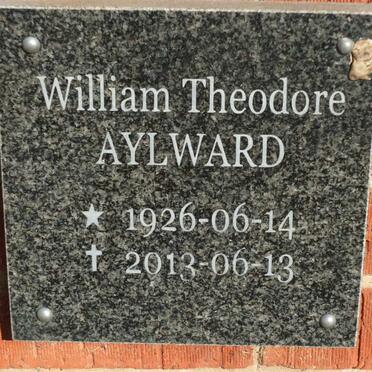 William Theodore
AYLWARD
★ 1926-06-14
✝ 2013-06-13